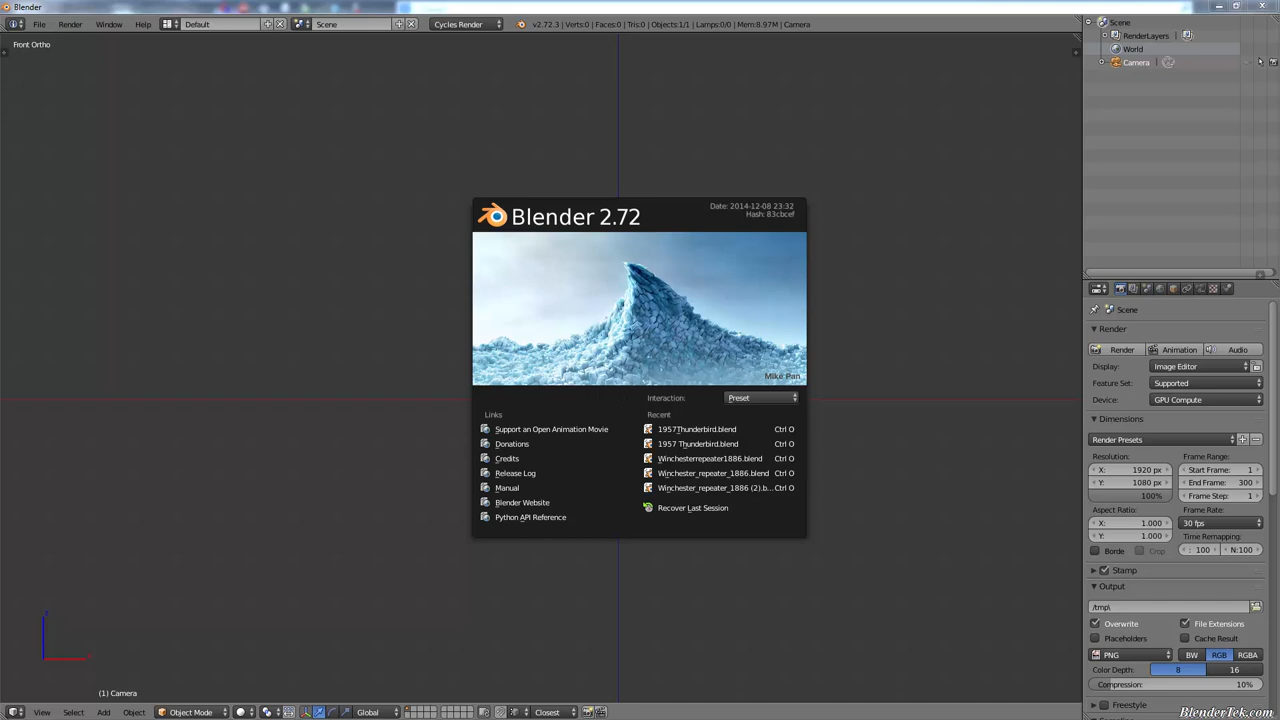 Blender
File Render Window Help Default Scene Cycles Render v2.72.3 | Verts:0 | Faces:0 | Tris:0 | Objects:1/1 | Lamps:0/0 | Mem:8.97M | Camera
Front Ortho
Scene
RenderLayers |
World
Camera |
Blender 2.72
Date: 2014-12-08 23:32
Hash: 83cbcef
Mike Pan
Interaction: Preset
Links
Support an Open Animation Movie
Donations
Credits
Release Log
Manual
Blender Website
Python API Reference
Recent
1957Thunderbird.blend Ctrl O
1957 Thunderbird.blend Ctrl O
Winchesterrepeater1886.blend Ctrl O
Winchester_repeater_1886.blend Ctrl O
Winchester_repeater_1886 (2).b... Ctrl O
Recover Last Session
Scene
Render
Render Animation Audio
Display: Image Editor
Feature Set: Supported
Device: GPU Compute
Dimensions
Render Presets
Resolution: Frame Range:
X: 1920 px Start Frame: 1
Y: 1080 px End Frame: 300
100% Frame Step: 1
Aspect Ratio: Frame Rate:
X: 1.000 30 fps
Y: 1.000 Time Remapping:
Borde Crop : 100 N:100
Stamp
Output
/tmp\
Overwrite File Extensions
Placeholders Cache Result
PNG BW RGB RGBA
Color Depth: 8 16
Compression: 10%
Freestyle
z
(1) Camera
View Select Add Object Object Mode Global Closest
BlenderTek.com